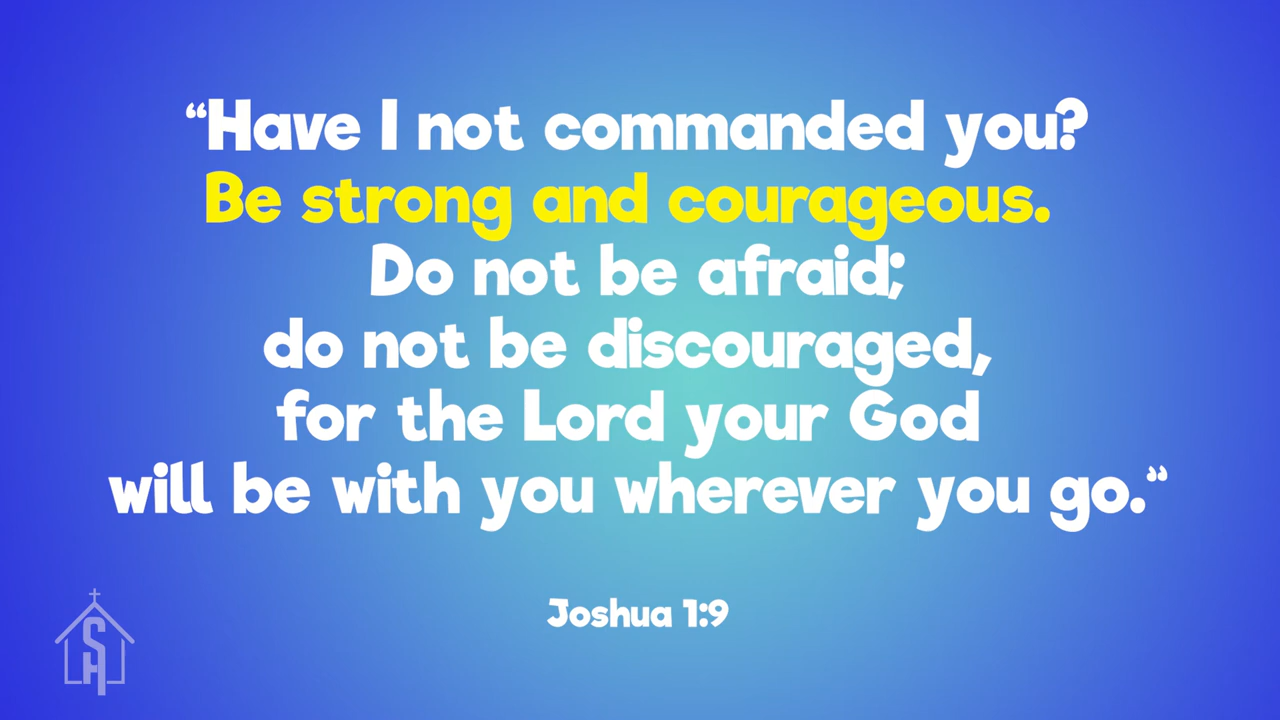 “Have I not commanded you?
Be strong and courageous.
Do not be afraid;
do not be discouraged,
for the Lord your God
will be with you wherever you go.”
Joshua 1:9
SA